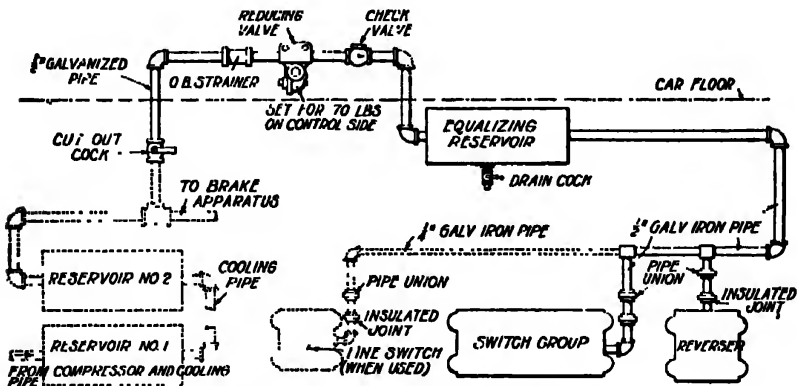 REDUCING
VALVE
CHECK
VALVE
GALVANIZED
PIPE
O.B. STRAINER
SET FOR 70 LBS
ON CONTROL SIDE
CAR FLOOR
CUT OUT
COCK
EQUALIZING
RESERVOIR
DRAIN COCK
TO BRAKE
APPARATUS
GALV IRON PIPE
1/2" GALV IRON PIPE
RESERVOIR NO 2
COOLING
PIPE
PIPE UNION
PIPE
UNION
INSULATED
JOINT
INSULATED
JOINT
RESERVOIR NO. 1
FROM COMPRESSOR AND COOLING
PIPE
LINE SWITCH
(WHEN USED)
SWITCH GROUP
REVERSER